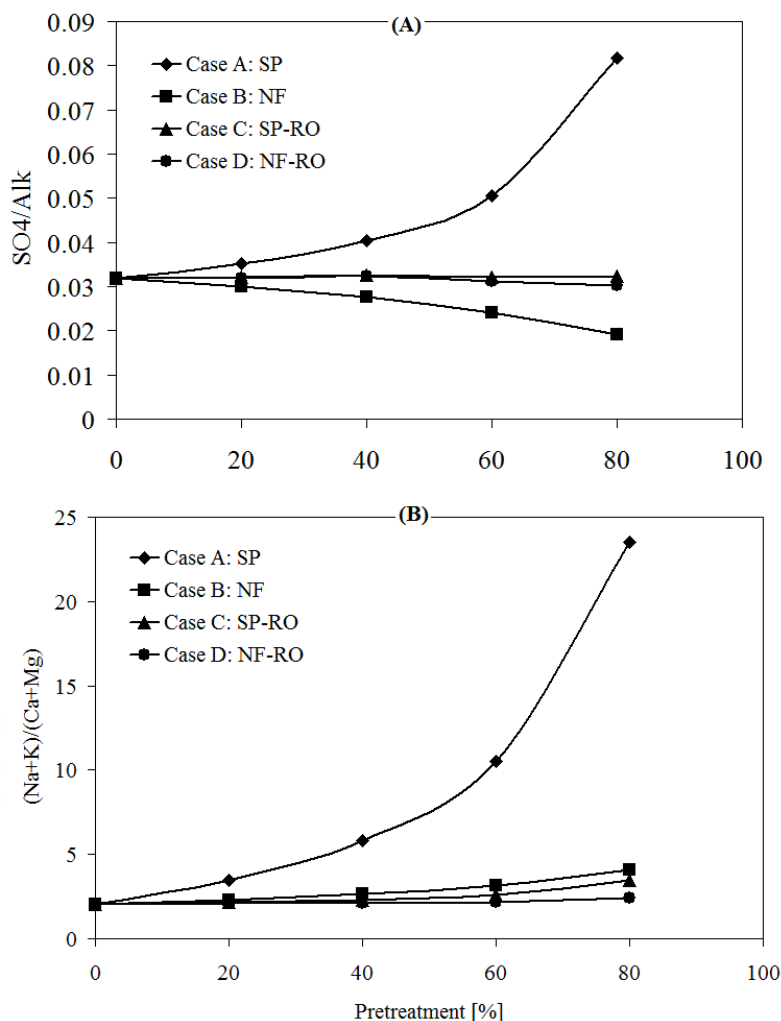 (A)
0.09
0.08
0.07
0.06
0.05
0.04
0.03
0.02
0.01
0
SO4/Alk
Case A: SP
Case B: NF
Case C: SP-RO
Case D: NF-RO
0 20 40 60 80 100
(B)
25
20
15
10
5
0
(Na+K)/(Ca+Mg)
Case A: SP
Case B: NF
Case C: SP-RO
Case D: NF-RO
0 20 40 60 80 100
Pretreatment [%]